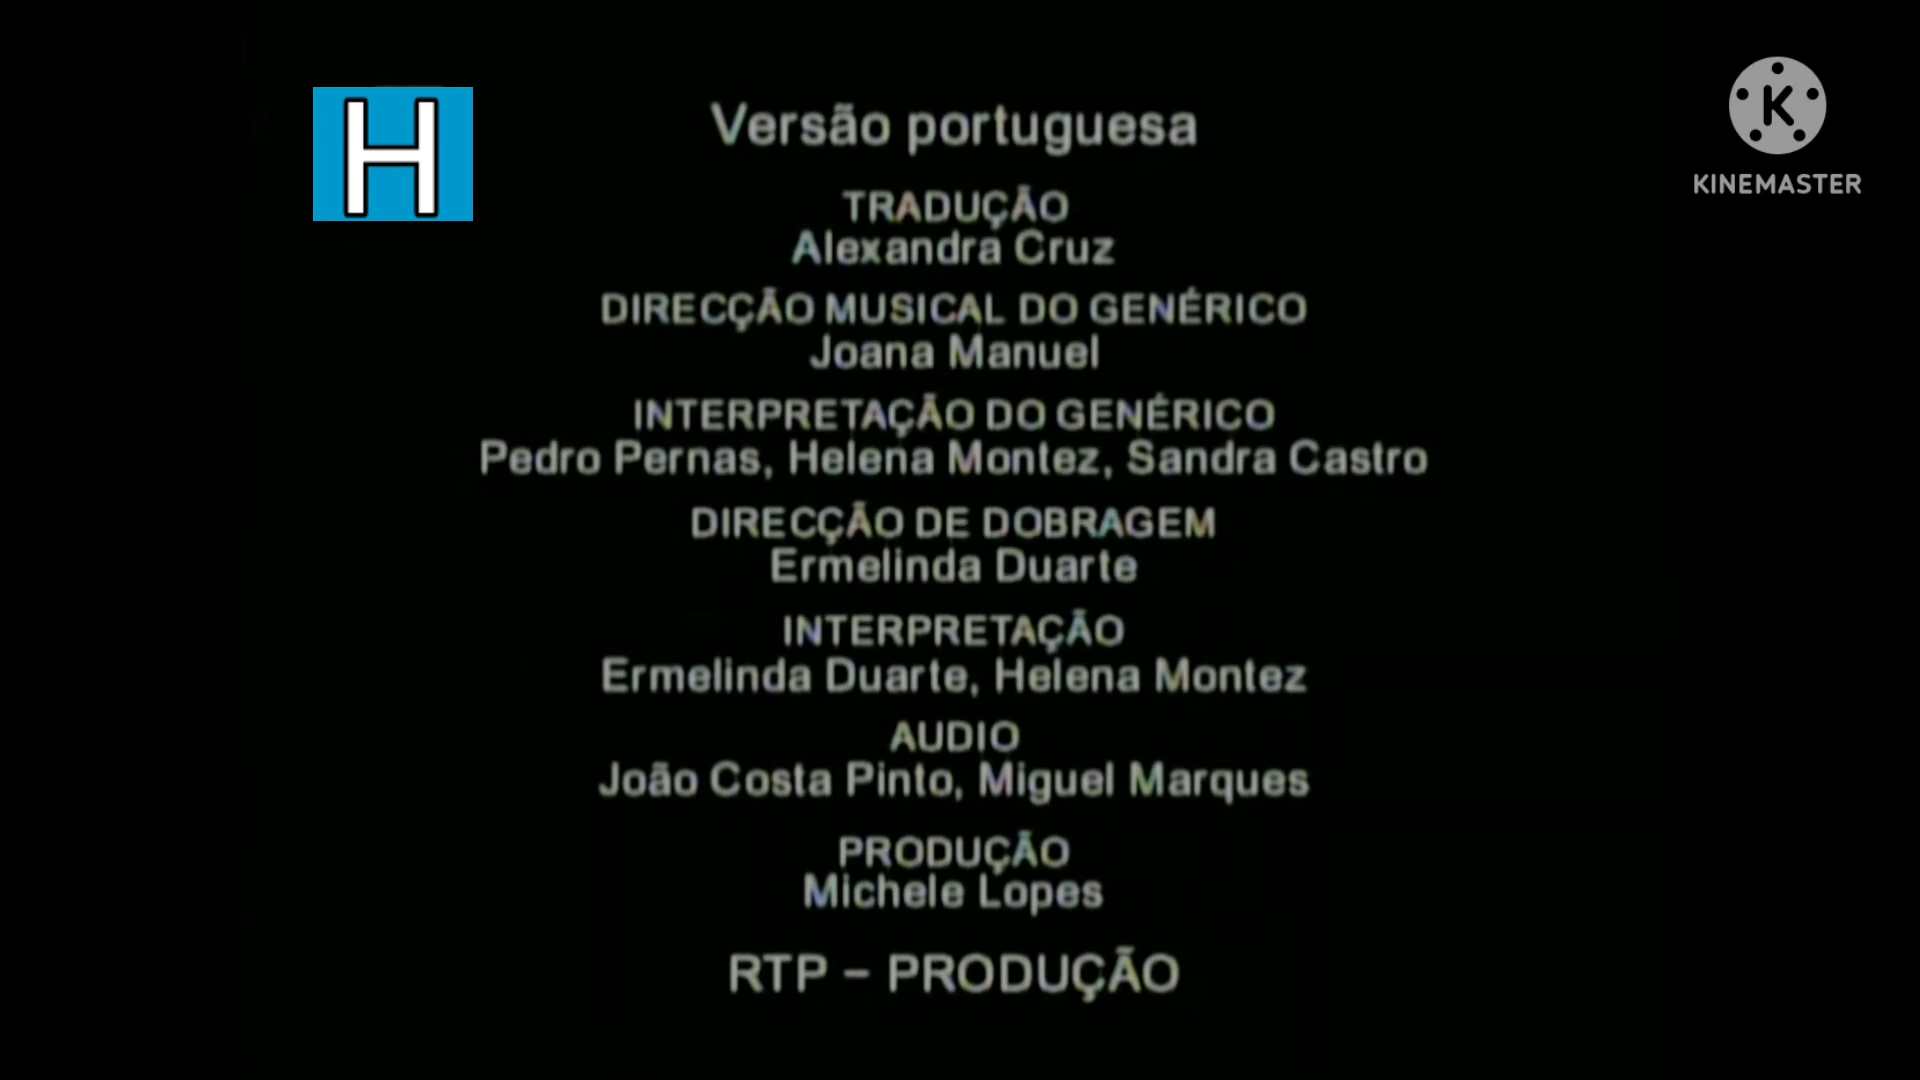 H
Versão portuguesa
K
KINEMASTER
TRADUÇÃO
Alexandra Cruz
DIRECÇÃO MUSICAL DO GENÉRICO
Joana Manuel
INTERPRETAÇÃO DO GENÉRICO
Pedro Pernas, Helena Montez, Sandra Castro
DIRECÇÃO DE DOBRAGEM
Ermelinda Duarte
INTERPRETAÇÃO
Ermelinda Duarte, Helena Montez
AUDIO
João Costa Pinto, Miguel Marques
PRODUÇÃO
Michele Lopes
RTP – PRODUÇÃO